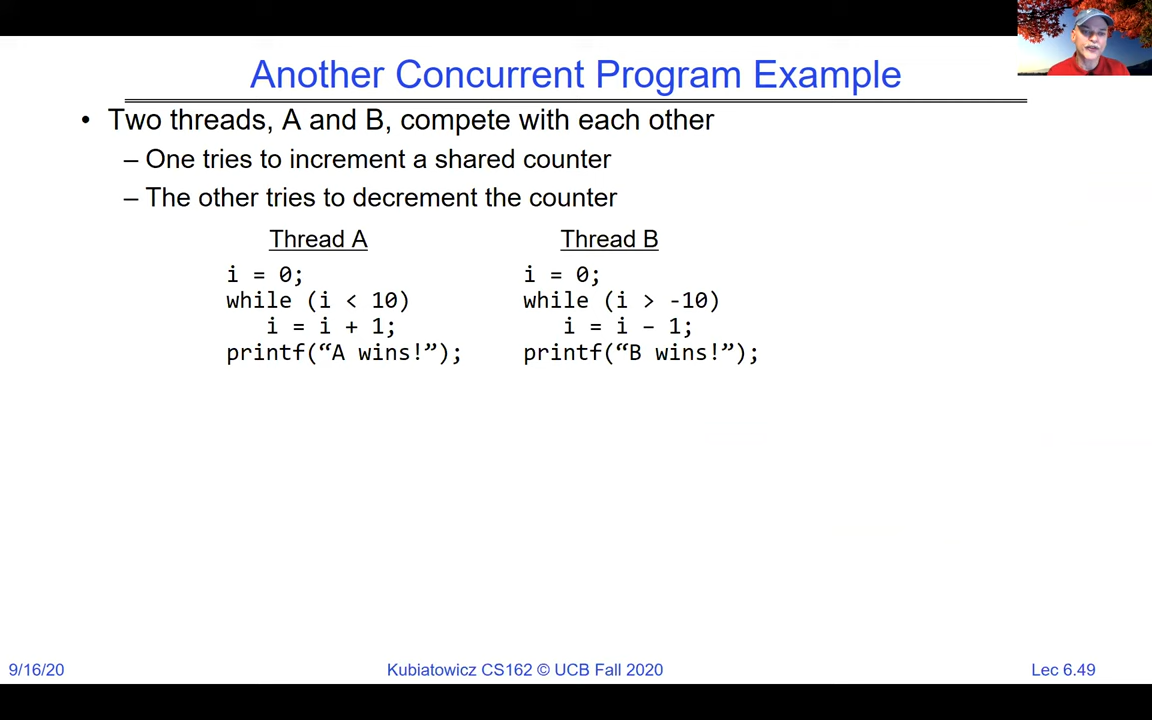 Another Concurrent Program Example
• Two threads, A and B, compete with each other
– One tries to increment a shared counter
– The other tries to decrement the counter
Thread A Thread B
i = 0; i = 0;
while (i < 10) while (i > -10)
i = i + 1; i = i – 1;
printf(“A wins!”); printf(“B wins!”);
9/16/20 Kubiatowicz CS162 © UCB Fall 2020 Lec 6.49